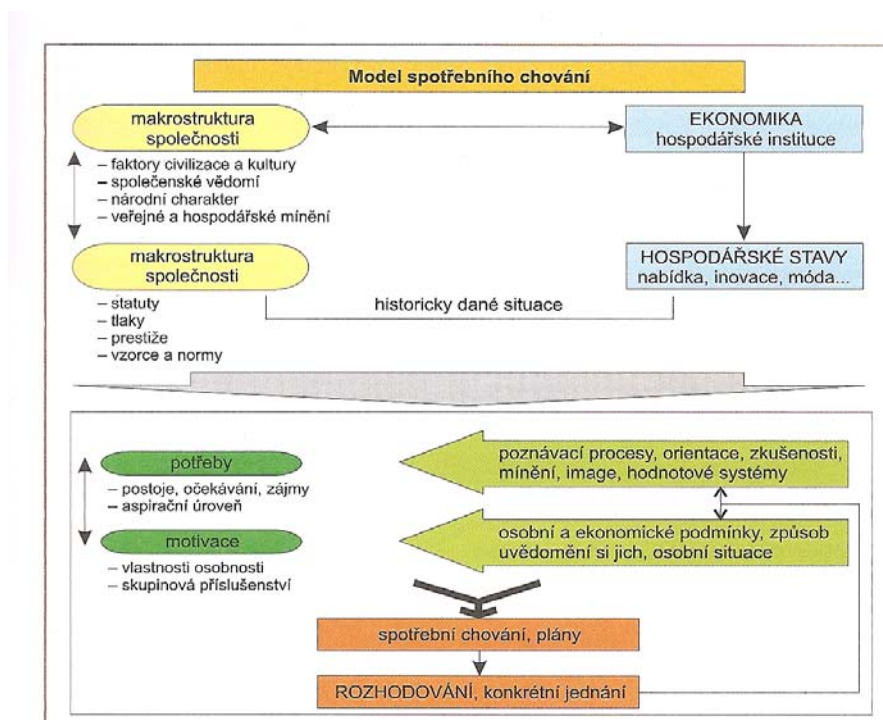 Model spotřebního chování
makrostruktura
společnosti
– faktory civilizace a kultury
– společenské vědomí
– národní charakter
– veřejné a hospodářské mínění
EKONOMIKA
hospodářské instituce
makrostruktura
společnosti
– statuty
– tlaky
– prestiže
– vzorce a normy
historicky dané situace
HOSPODÁŘSKÉ STAVY
nabídka, inovace, móda...
potřeby
– postoje, očekávání, zájmy
– aspirační úroveň
motivace
– vlastnosti osobnosti
– skupinová příslušenství
poznávací procesy, orientace, zkušenosti,
mínění, image, hodnotové systémy
osobní a ekonomické podmínky, způsob
uvědomění si jich, osobní situace
spotřební chování, plány
ROZHODOVÁNÍ, konkrétní jednání